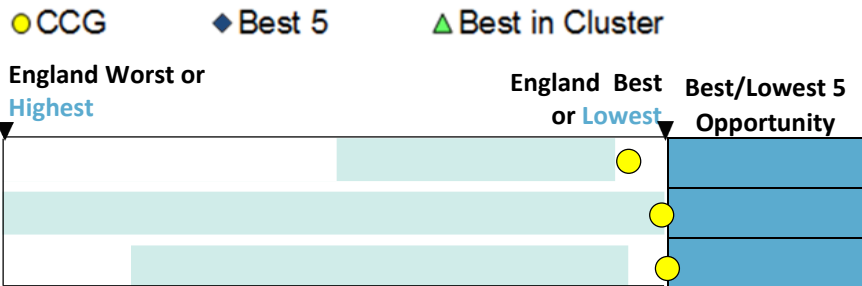 CCG Best 5 Best in Cluster
England Worst or
Highest
England Best
or Lowest
Best/Lowest 5
Opportunity